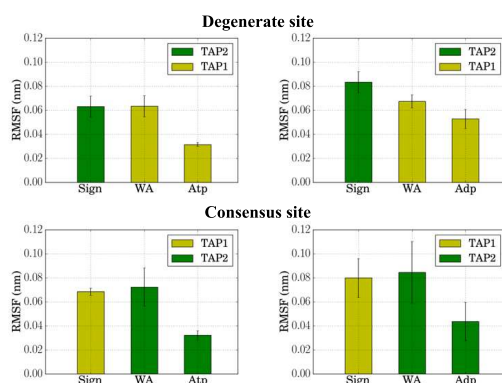 Degenerate site
0.12
0.10
0.08
0.06
0.04
0.02
0.00
RMSF (nm)
TAP2
TAP1
Sign WA Atp
0.12
0.10
0.08
0.06
0.04
0.02
0.00
RMSF (nm)
TAP2
TAP1
Sign WA Adp
Consensus site
0.12
0.10
0.08
0.06
0.04
0.02
0.00
RMSF (nm)
TAP1
TAP2
Sign WA Atp
0.12
0.10
0.08
0.06
0.04
0.02
0.00
RMSF (nm)
TAP1
TAP2
Sign WA Adp